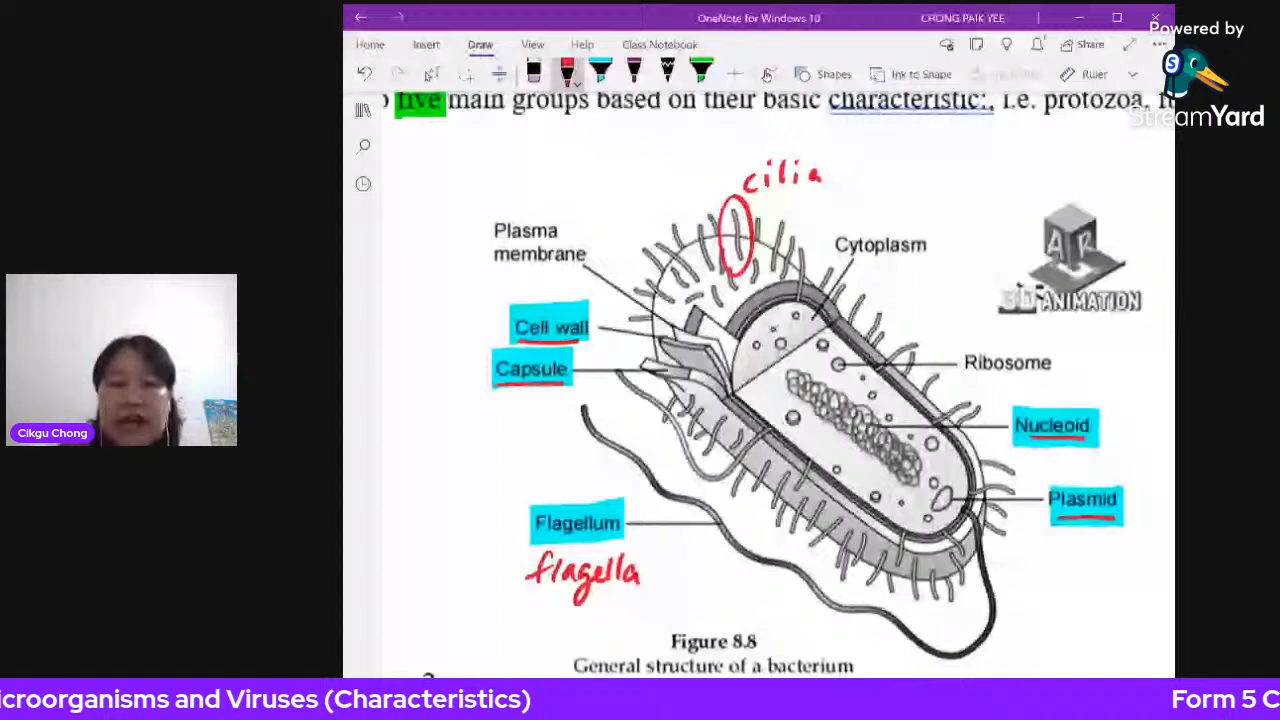 OneNote for Windows 10
CHONG PAIK YEE
Powered by
StreamYard
Home Insert Draw View Help Class Notebook
Share
Shapes
Ink to Shape
Ruler
five main groups based on their basic characteristic:, i.e. protozoa,
cilia
Plasma
membrane
Cytoplasm
AR
3D ANIMATION
Cell wall
Capsule
Ribosome
Nucleoid
Plasmid
Flagellum
flagella
Cikgu Chong
Figure 8.8
General structure of a bacterium
icroorganisms and Viruses (Characteristics)
Form 5 C